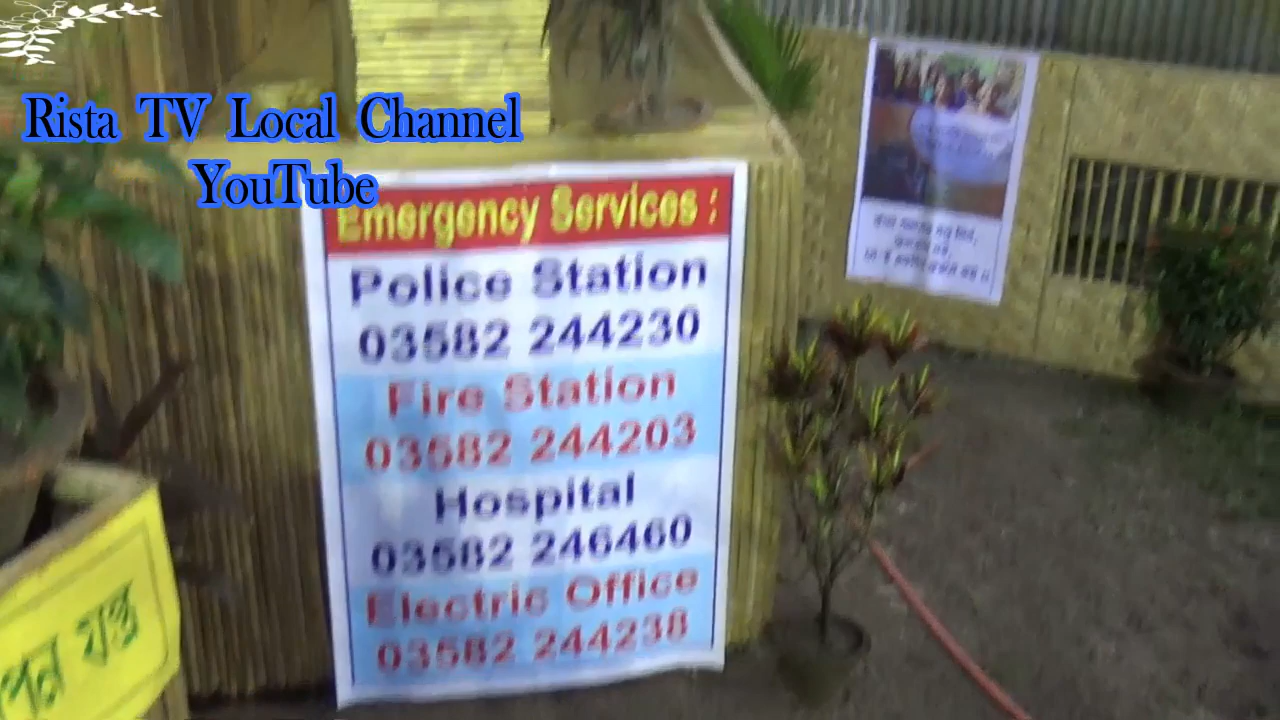 Rista TV Local Channel
YouTube
Emergency Services :
Police Station
03582 244230
Fire Station
03582 244203
Hospital
03582 246460
Electric Office
03582 244238
যন্ত্র